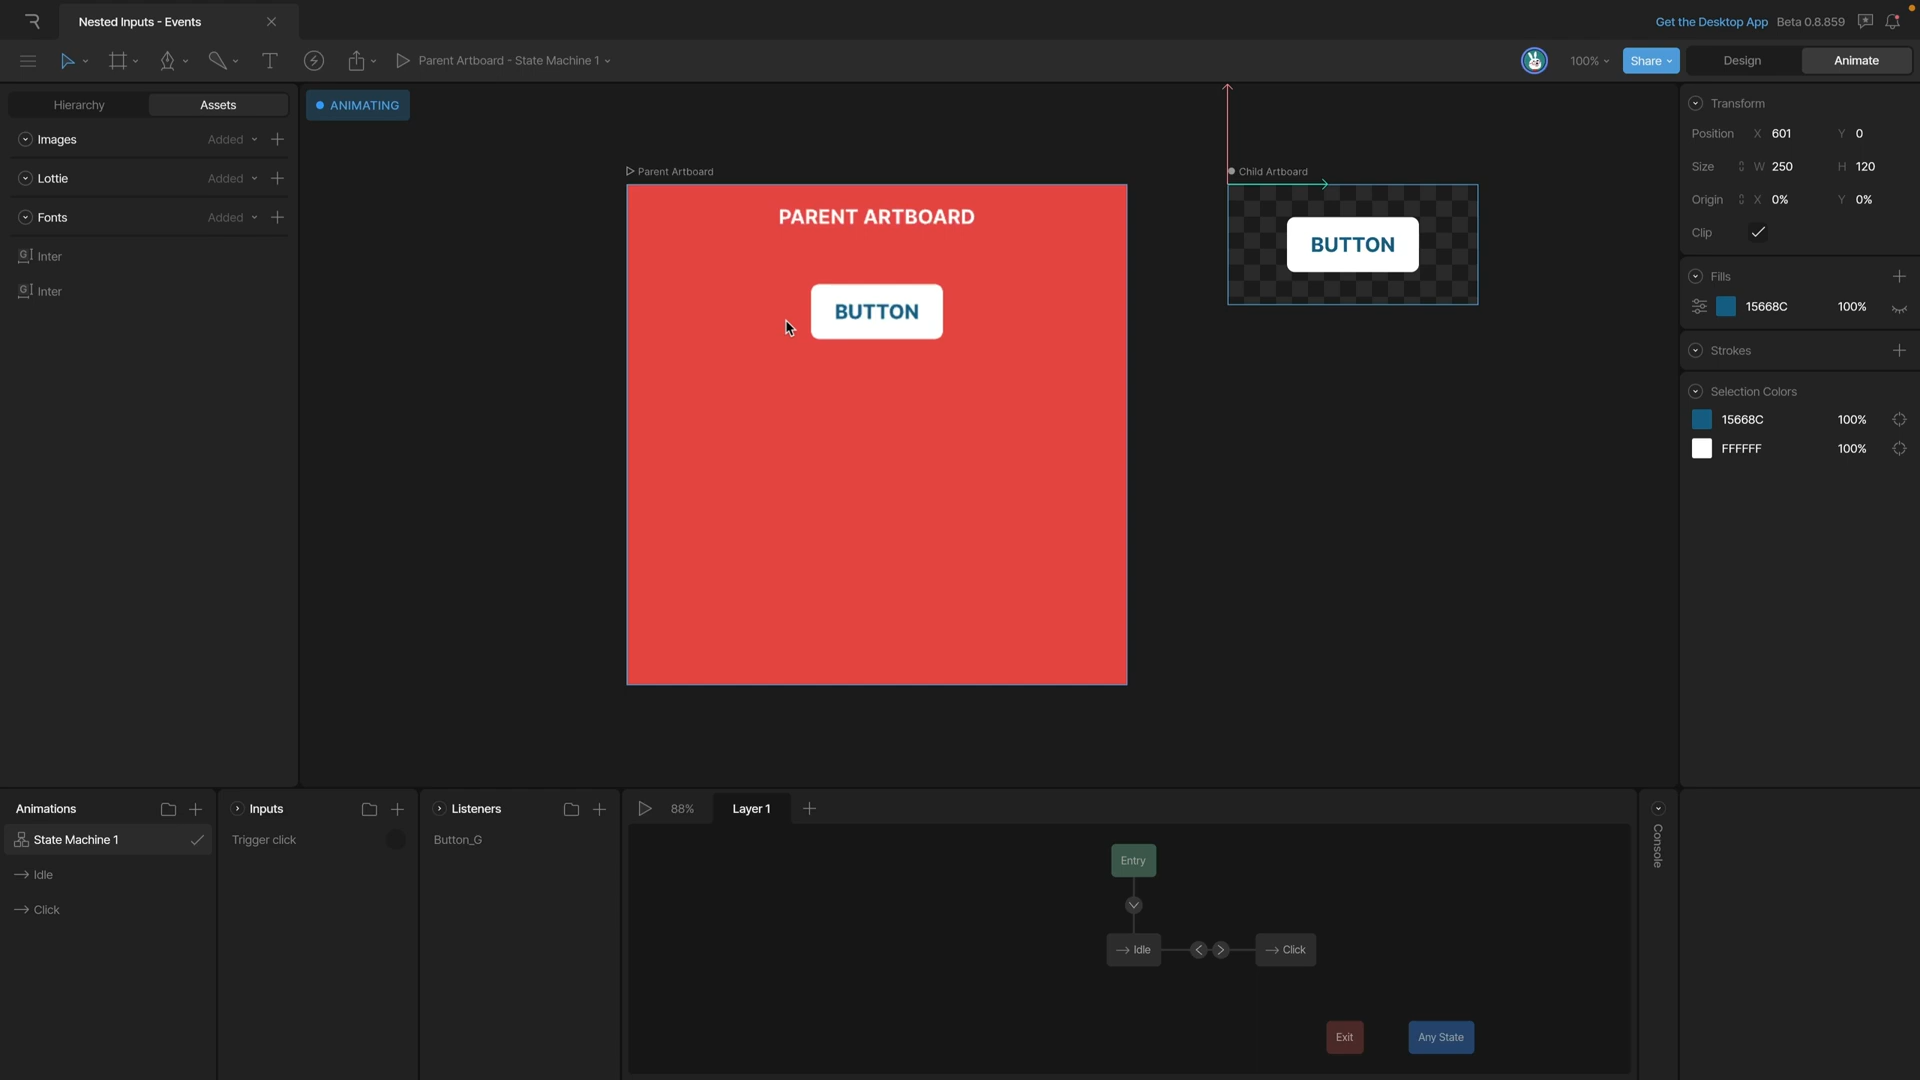 Nested Inputs - Events
Get the Desktop App
Beta 0.8.859
Parent Artboard - State Machine 1
100%
Share
Design
Animate
Hierarchy
Assets
ANIMATING
Images
Added
Lottie
Added
Fonts
Added
Inter
Inter
Parent Artboard
PARENT ARTBOARD
BUTTON
Child Artboard
BUTTON
Transform
Position X 601 Y 0
Size W 250 H 120
Origin X 0% Y 0%
Clip
Fills
15668C 100%
Strokes
Selection Colors
15668C 100%
FFFFFF 100%
Animations
State Machine 1
Idle
Click
Inputs
Trigger click
Listeners
Button_G
88%
Layer 1
Entry
Idle
Click
Exit
Any State
Console